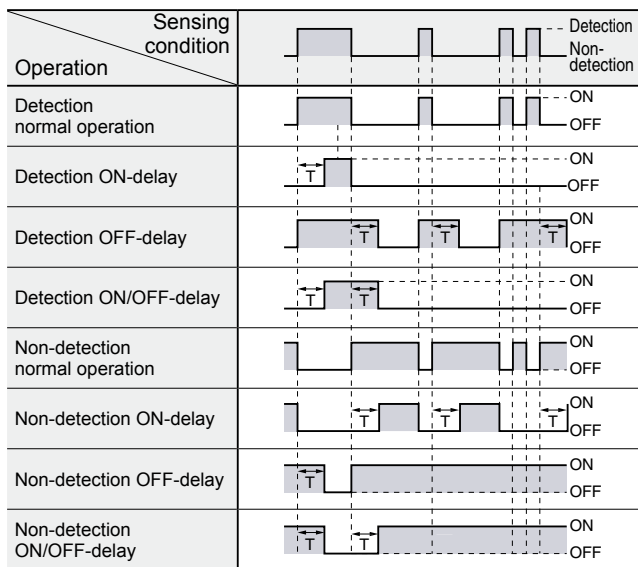 Sensing
condition
Operation
Detection
Non-
detection
Detection
normal operation
ON
OFF
Detection ON-delay
T
ON
OFF
Detection OFF-delay
T
T
T
ON
OFF
Detection ON/OFF-delay
T
T
ON
OFF
Non-detection
normal operation
ON
OFF
Non-detection ON-delay
T
T
T
ON
OFF
Non-detection OFF-delay
T
ON
OFF
Non-detection
ON/OFF-delay
T
T
ON
OFF